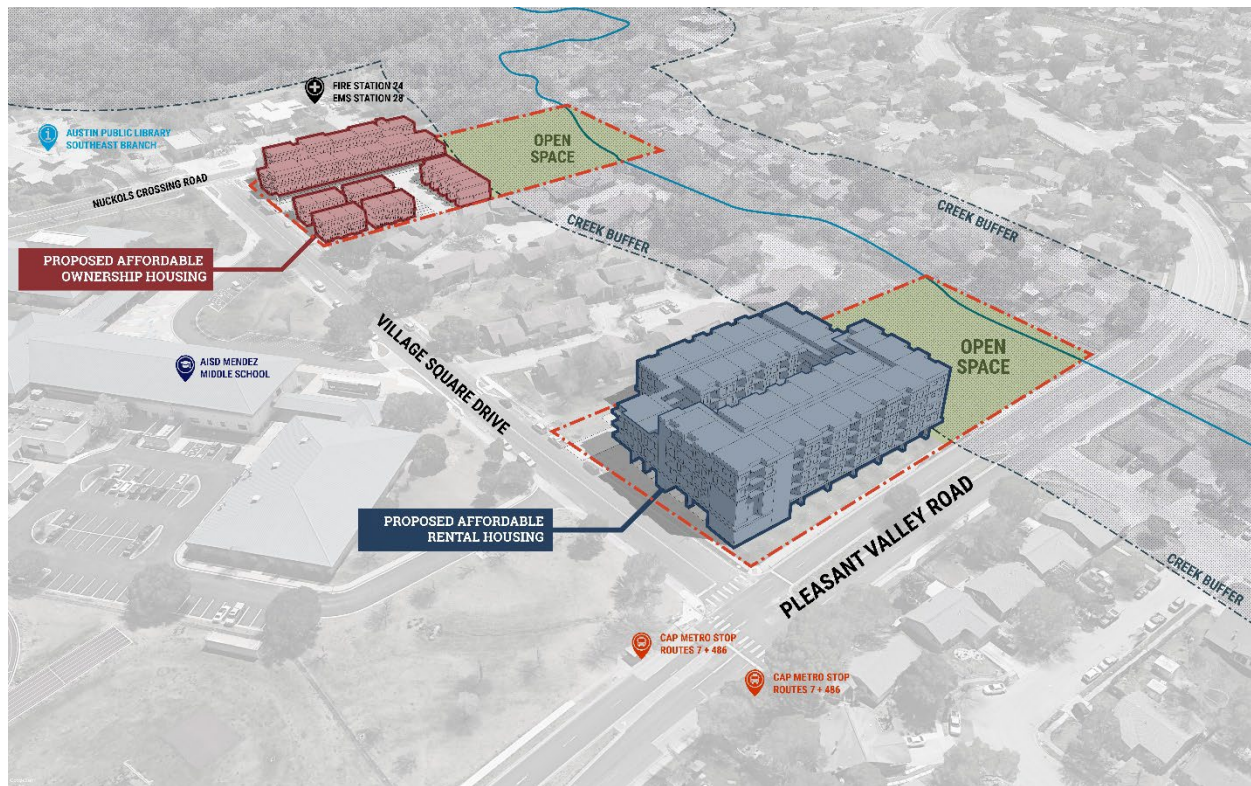 FIRE STATION 24
EMS STATION 28
AUSTIN PUBLIC LIBRARY
SOUTHEAST BRANCH
OPEN
SPACE
NUCKOLS CROSSING ROAD
CREEK BUFFER
CREEK BUFFER
PROPOSED AFFORDABLE
OWNERSHIP HOUSING
VILLAGE SQUARE DRIVE
AISD MENDEZ
MIDDLE SCHOOL
OPEN
SPACE
PROPOSED AFFORDABLE
RENTAL HOUSING
PLEASANT VALLEY ROAD
CREEK BUFFER
CAP METRO STOP
ROUTES 7 + 486
CAP METRO STOP
ROUTES 7 + 486